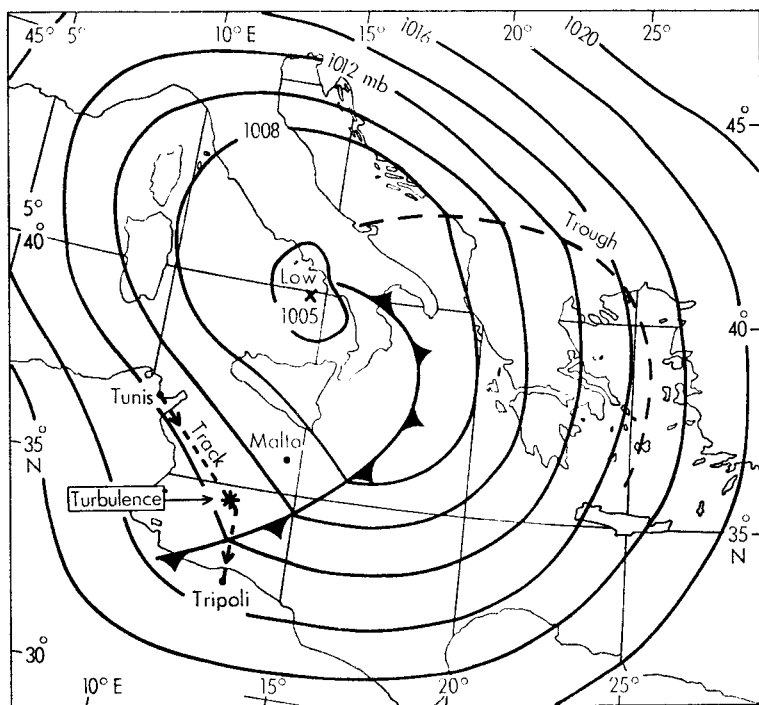 45° 5° 10° E 15° 1016 20° 1020 25°
1012 mb
1008
45°
5°
40°
Trough
Low
1005
40°
Tunis
Track
Malta
35°
N
Turbulence
35°
N
Tripoli
30°
10° E 15° 20° 25°